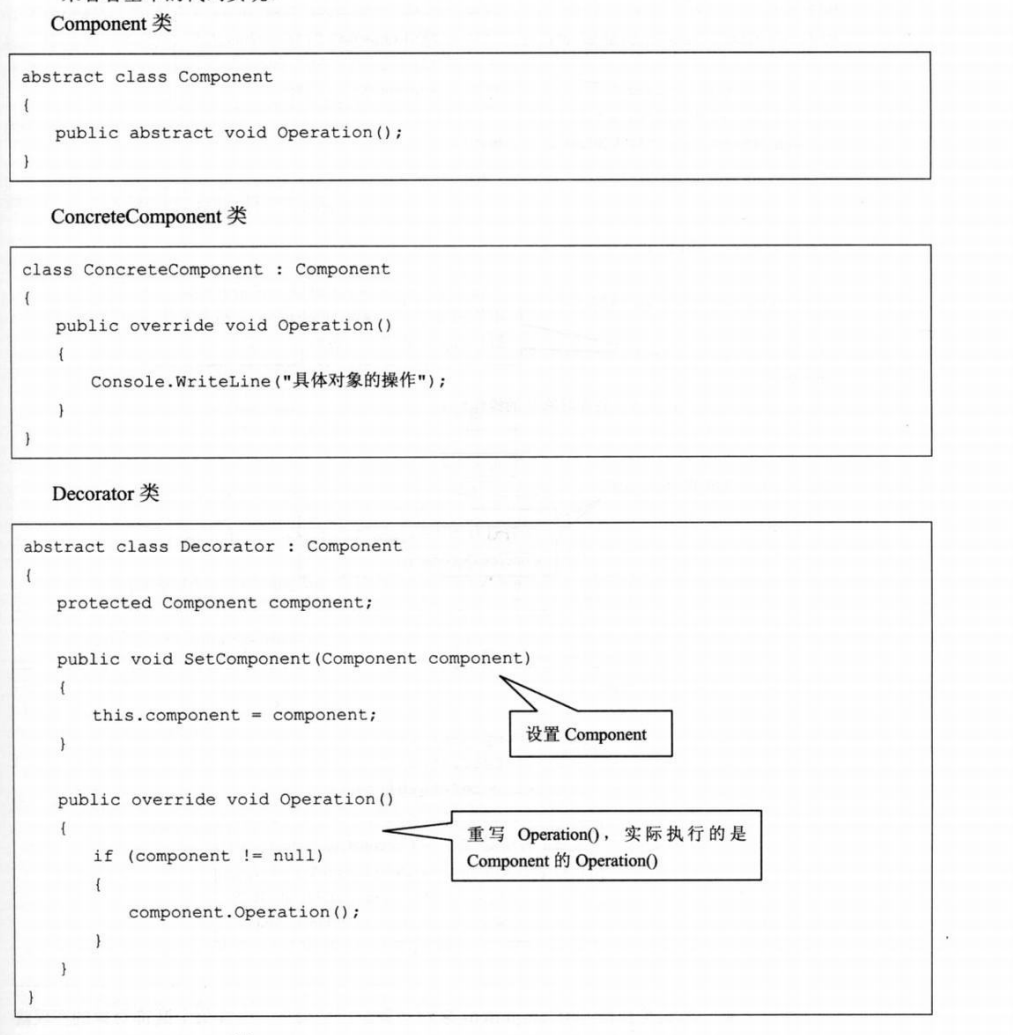 Component 类
abstract class Component
{
public abstract void Operation();
}
ConcreteComponent 类
class ConcreteComponent : Component
{
public override void Operation()
{
Console.WriteLine("具体对象的操作");
}
}
Decorator 类
abstract class Decorator : Component
{
protected Component component;
public void SetComponent(Component component)
{
this.component = component;
}
设置 Component
public override void Operation()
{
if (component != null)
{
component.Operation();
}
}
}
重写 Operation()，实际执行的是
Component 的 Operation()